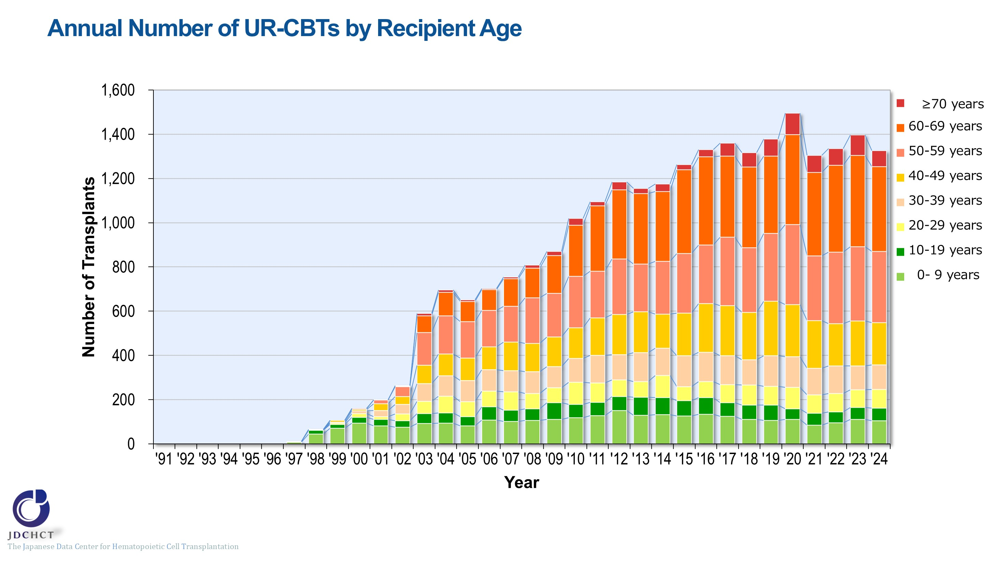 Annual Number of UR-CBTs by Recipient Age
1,600
1,400
1,200
1,000
800
600
400
200
0
Number of Transplants
'91 '92 '93 '94 '95 '96 '97 '98 '99 '00 '01 '02 '03 '04 '05 '06 '07 '08 '09 '10 '11 '12 '13 '14 '15 '16 '17 '18 '19 '20 '21 '22 '23 '24
Year
≥70 years
60-69 years
50-59 years
40-49 years
30-39 years
20-29 years
10-19 years
0- 9 years
JDCHCT
The Japanese Data Center for Hematopoietic Cell Transplantation